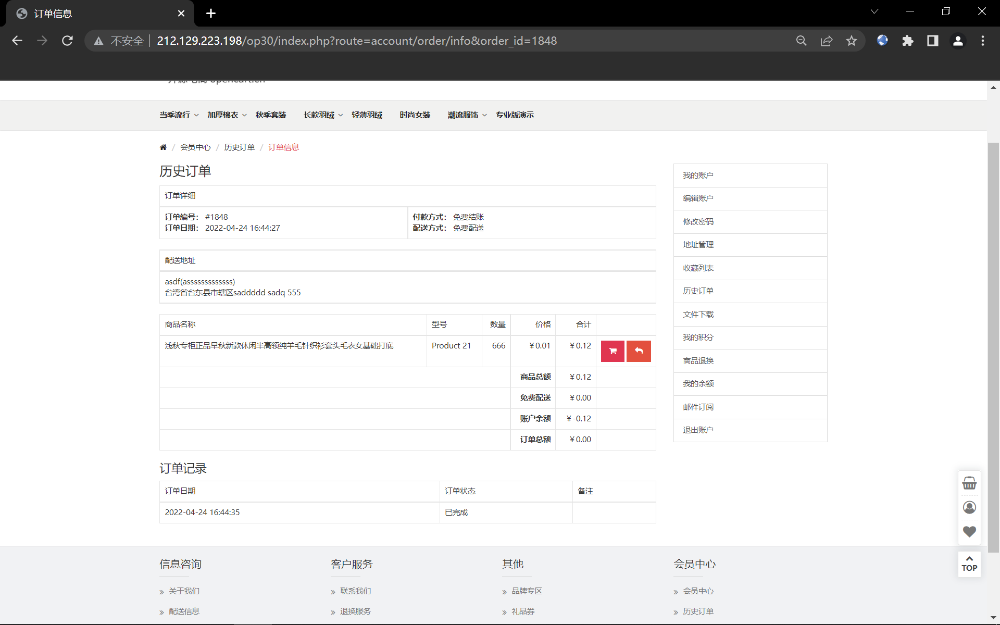 订单信息
不安全 212.129.223.198/op30/index.php?route=account/order/info&order_id=1848
开源电商 opencart.cn
当季流行 加厚棉衣 秋季套装 长款羽绒 轻薄羽绒 时尚女装 潮流服饰 专业版演示
/ 会员中心 / 历史订单 / 订单信息
历史订单
订单详细
订单编号： #1848
订单日期： 2022-04-24 16:44:27
付款方式： 免费结账
配送方式： 免费配送
配送地址
asdf(asssssssssssss)
台湾省台东县市辖区saddddd sadq 555
商品名称 型号 数量 价格 合计
浅秋专柜正品早秋新款休闲半高领纯羊毛针织衫套头毛衣女基础打底 Product 21 666 ￥0.01 ￥0.12
商品总额 ￥0.12
免费配送 ￥0.00
账户余额 ￥-0.12
订单总额 ￥0.00
订单记录
订单日期 订单状态 备注
2022-04-24 16:44:35 已完成
我的账户
编辑账户
修改密码
地址管理
收藏列表
历史订单
文件下载
我的积分
商品退换
我的余额
邮件订阅
退出账户
TOP
信息咨询
» 关于我们
» 配送信息
客户服务
» 联系我们
» 退换服务
其他
» 品牌专区
» 礼品券
会员中心
» 会员中心
» 历史订单